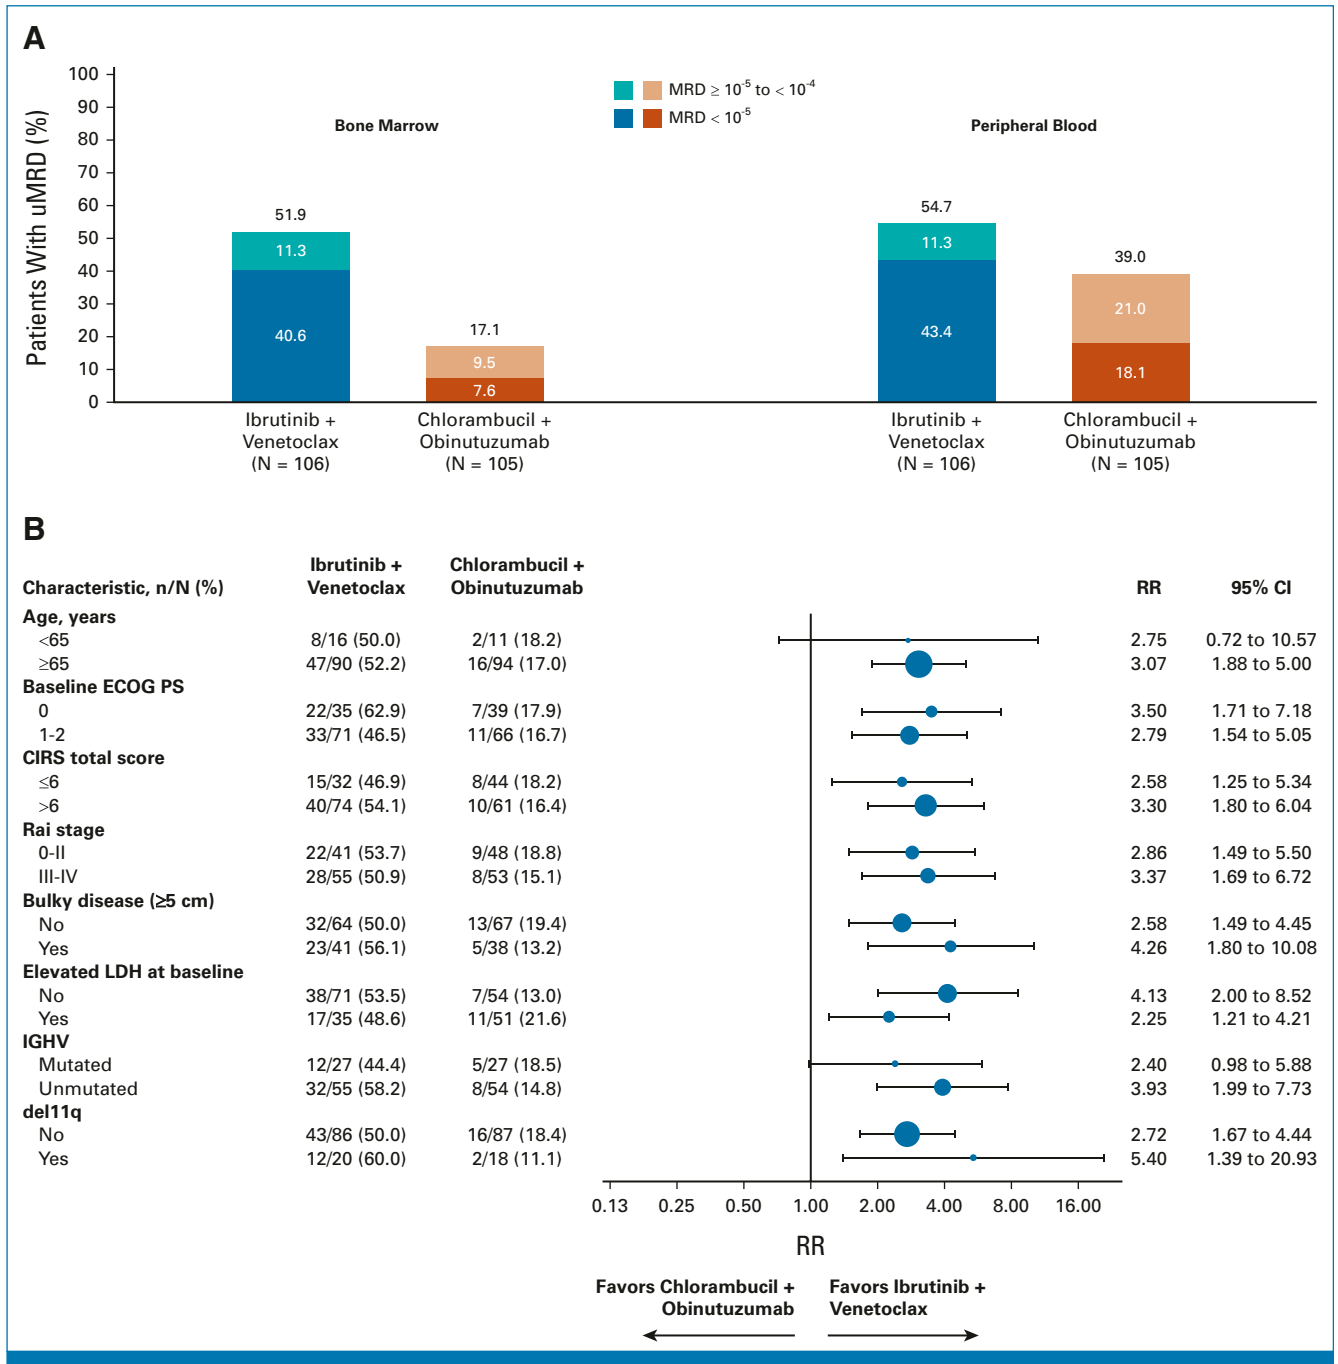 A
Patients With uMRD (%)
100
90
80
70
60
50
40
30
20
10
0
MRD ≥ 10⁻⁵ to < 10⁻⁴
MRD < 10⁻⁵
Bone Marrow
Peripheral Blood
51.9
11.3
40.6
17.1
9.5
7.6
54.7
11.3
43.4
39.0
21.0
18.1
Ibrutinib +
Venetoclax
(N = 106)
Chlorambucil +
Obinutuzumab
(N = 105)
Ibrutinib +
Venetoclax
(N = 106)
Chlorambucil +
Obinutuzumab
(N = 105)
B
Ibrutinib + Chlorambucil +
Characteristic, n/N (%) Venetoclax Obinutuzumab RR 95% CI
Age, years
<65 8/16 (50.0) 2/11 (18.2) 2.75 0.72 to 10.57
≥65 47/90 (52.2) 16/94 (17.0) 3.07 1.88 to 5.00
Baseline ECOG PS
0 22/35 (62.9) 7/39 (17.9) 3.50 1.71 to 7.18
1-2 33/71 (46.5) 11/66 (16.7) 2.79 1.54 to 5.05
CIRS total score
≤6 15/32 (46.9) 8/44 (18.2) 2.58 1.25 to 5.34
>6 40/74 (54.1) 10/61 (16.4) 3.30 1.80 to 6.04
Rai stage
0-II 22/41 (53.7) 9/48 (18.8) 2.86 1.49 to 5.50
III-IV 28/55 (50.9) 8/53 (15.1) 3.37 1.69 to 6.72
Bulky disease (≥5 cm)
No 32/64 (50.0) 13/67 (19.4) 2.58 1.49 to 4.45
Yes 23/41 (56.1) 5/38 (13.2) 4.26 1.80 to 10.08
Elevated LDH at baseline
No 38/71 (53.5) 7/54 (13.0) 4.13 2.00 to 8.52
Yes 17/35 (48.6) 11/51 (21.6) 2.25 1.21 to 4.21
IGHV
Mutated 12/27 (44.4) 5/27 (18.5) 2.40 0.98 to 5.88
Unmutated 32/55 (58.2) 8/54 (14.8) 3.93 1.99 to 7.73
del11q
No 43/86 (50.0) 16/87 (18.4) 2.72 1.67 to 4.44
Yes 12/20 (60.0) 2/18 (11.1) 5.40 1.39 to 20.93
0.13 0.25 0.50 1.00 2.00 4.00 8.00 16.00
RR
Favors Chlorambucil +
Obinutuzumab
Favors Ibrutinib +
Venetoclax